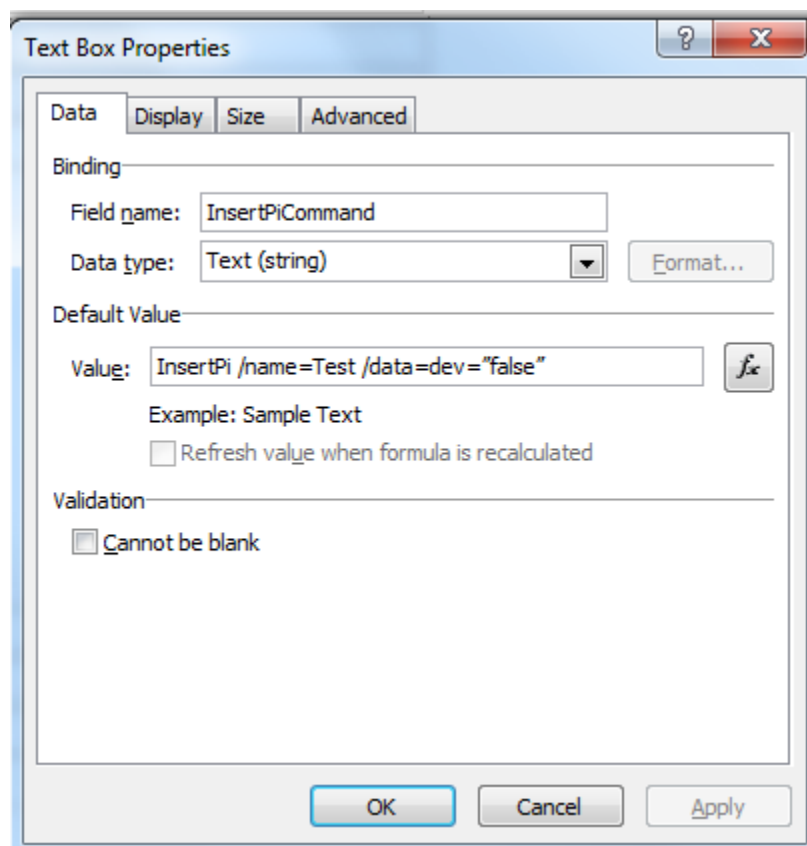 Text Box Properties
Data Display Size Advanced
Binding
Field name: InsertPiCommand
Data type: Text (string) Format...
Default Value
Value: InsertPi /name=Test /data=dev=”false” fx
Example: Sample Text
Refresh value when formula is recalculated
Validation
Cannot be blank
OK Cancel Apply